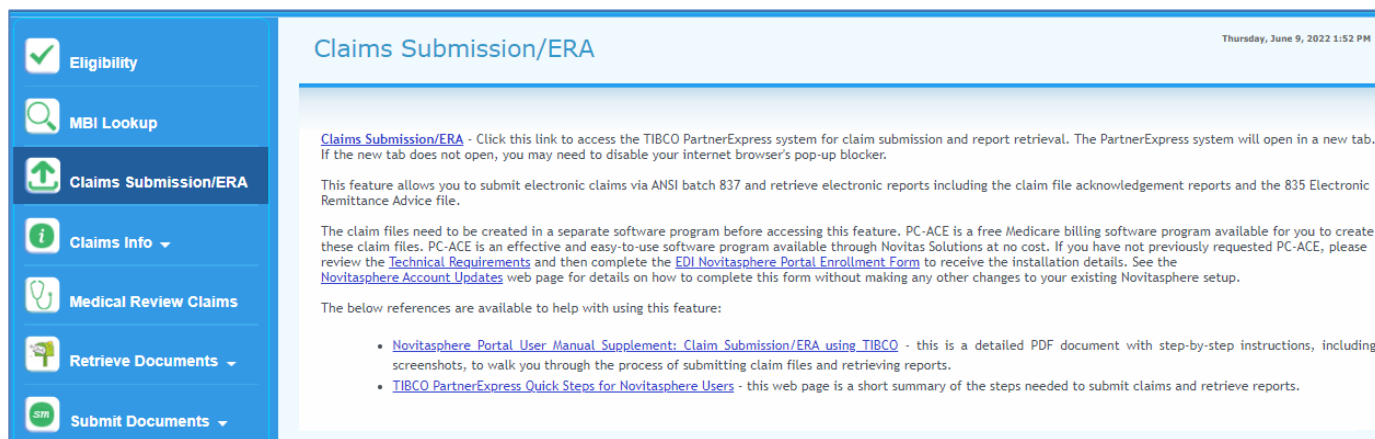 Eligibility
MBI Lookup
Claims Submission/ERA
Claims Info
Medical Review Claims
Retrieve Documents
sm
Submit Documents
Claims Submission/ERA
Thursday, June 9, 2022 1:52 PM
Claims Submission/ERA - Click this link to access the TIBCO PartnerExpress system for claim submission and report retrieval. The PartnerExpress system will open in a new tab.
If the new tab does not open, you may need to disable your internet browser's pop-up blocker.
This feature allows you to submit electronic claims via ANSI batch 837 and retrieve electronic reports including the claim file acknowledgement reports and the 835 Electronic
Remittance Advice file.
The claim files need to be created in a separate software program before accessing this feature. PC-ACE is a free Medicare billing software program available for you to create
these claim files. PC-ACE is an effective and easy-to-use software program available through Novitas Solutions at no cost. If you have not previously requested PC-ACE, please
review the Technical Requirements and then complete the EDI Novitasphere Portal Enrollment Form to receive the installation details. See the
Novitasphere Account Updates web page for details on how to complete this form without making any other changes to your existing Novitasphere setup.
The below references are available to help with using this feature:
• Novitasphere Portal User Manual Supplement: Claim Submission/ERA using TIBCO - this is a detailed PDF document with step-by-step instructions, including
screenshots, to walk you through the process of submitting claim files and retrieving reports.
• TIBCO PartnerExpress Quick Steps for Novitasphere Users - this web page is a short summary of the steps needed to submit claims and retrieve reports.